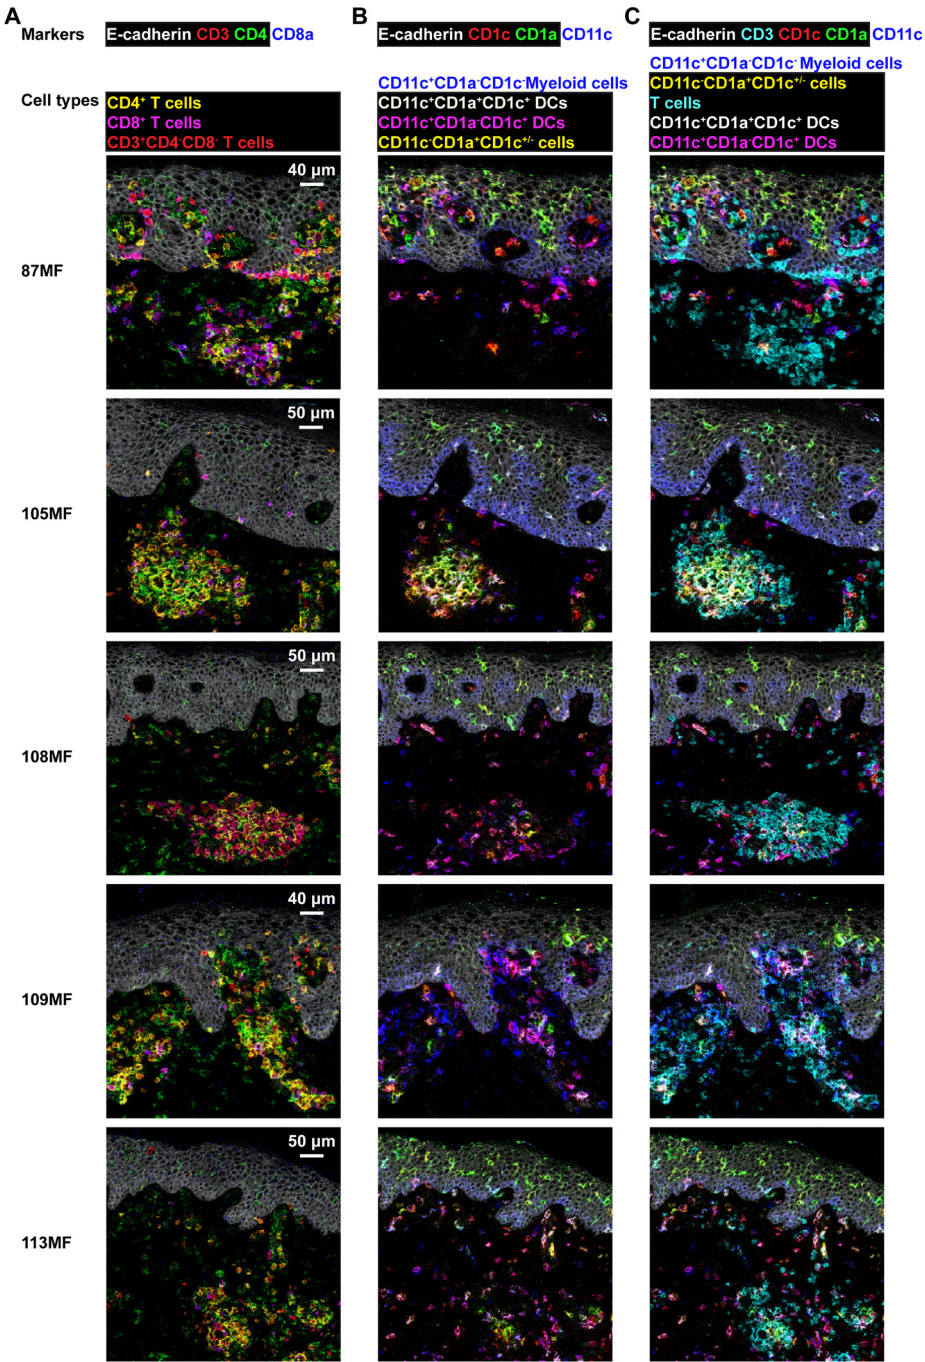 A B C
Markers E-cadherin CD3 CD4 CD8a E-cadherin CD1c CD1a CD11c E-cadherin CD3 CD1c CD1a CD11c
Cell types
CD4⁺ T cells
CD8⁺ T cells
CD3⁺CD4⁻CD8⁻ T cells
CD11c⁺CD1a⁻CD1c⁻Myeloid cells
CD11c⁺CD1a⁺CD1c⁺ DCs
CD11c⁺CD1a⁻CD1c⁺ DCs
CD11c⁻CD1a⁺CD1c⁺/⁻ cells
CD11c⁺CD1a⁻CD1c⁻ Myeloid cells
CD11c⁻CD1a⁺CD1c⁺/⁻ cells
T cells
CD11c⁺CD1a⁺CD1c⁺ DCs
CD11c⁺CD1a⁻CD1c⁺ DCs
40 µm
87MF
50 µm
105MF
50 µm
108MF
40 µm
109MF
50 µm
113MF